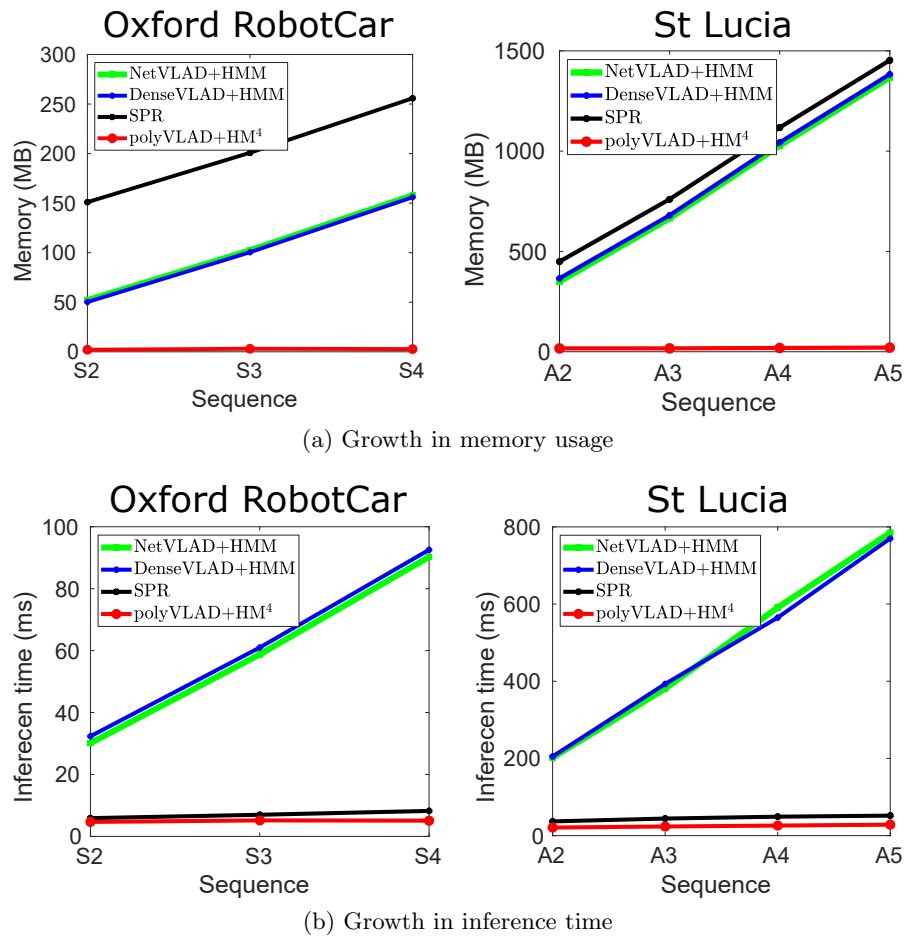 Oxford RobotCar
St Lucia
300
250
200
150
100
50
0
Memory (MB)
NetVLAD+HMM
DenseVLAD+HMM
SPR
polyVLAD+HM⁴
S2
S3
S4
Sequence
1500
1000
500
0
Memory (MB)
NetVLAD+HMM
DenseVLAD+HMM
SPR
polyVLAD+HM⁴
A2
A3
A4
A5
Sequence
(a) Growth in memory usage
Oxford RobotCar
St Lucia
100
80
60
40
20
0
Inferecen time (ms)
NetVLAD+HMM
DenseVLAD+HMM
SPR
polyVLAD+HM⁴
S2
S3
S4
Sequence
800
600
400
200
0
Inferecen time (ms)
NetVLAD+HMM
DenseVLAD+HMM
SPR
polyVLAD+HM⁴
A2
A3
A4
A5
Sequence
(b) Growth in inference time